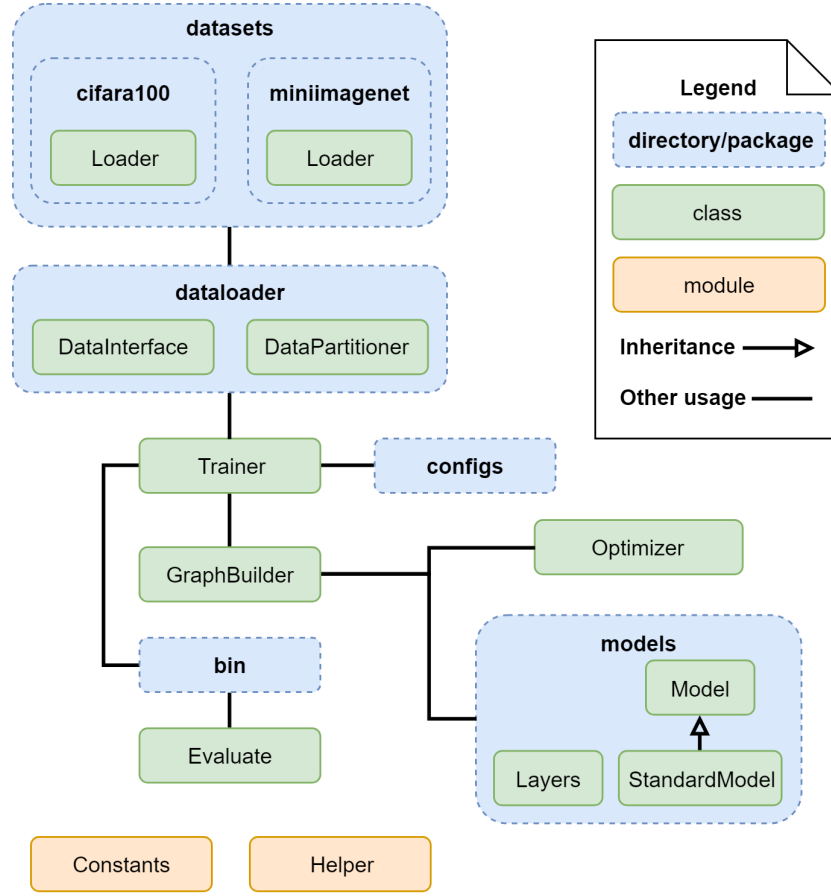 datasets
cifara100
miniimagenet
Loader
Loader
dataloader
DataInterface
DataPartitioner
Trainer
configs
GraphBuilder
Optimizer
bin
Evaluate
models
Model
Layers
StandardModel
Constants
Helper
Legend
directory/package
class
module
Inheritance
Other usage